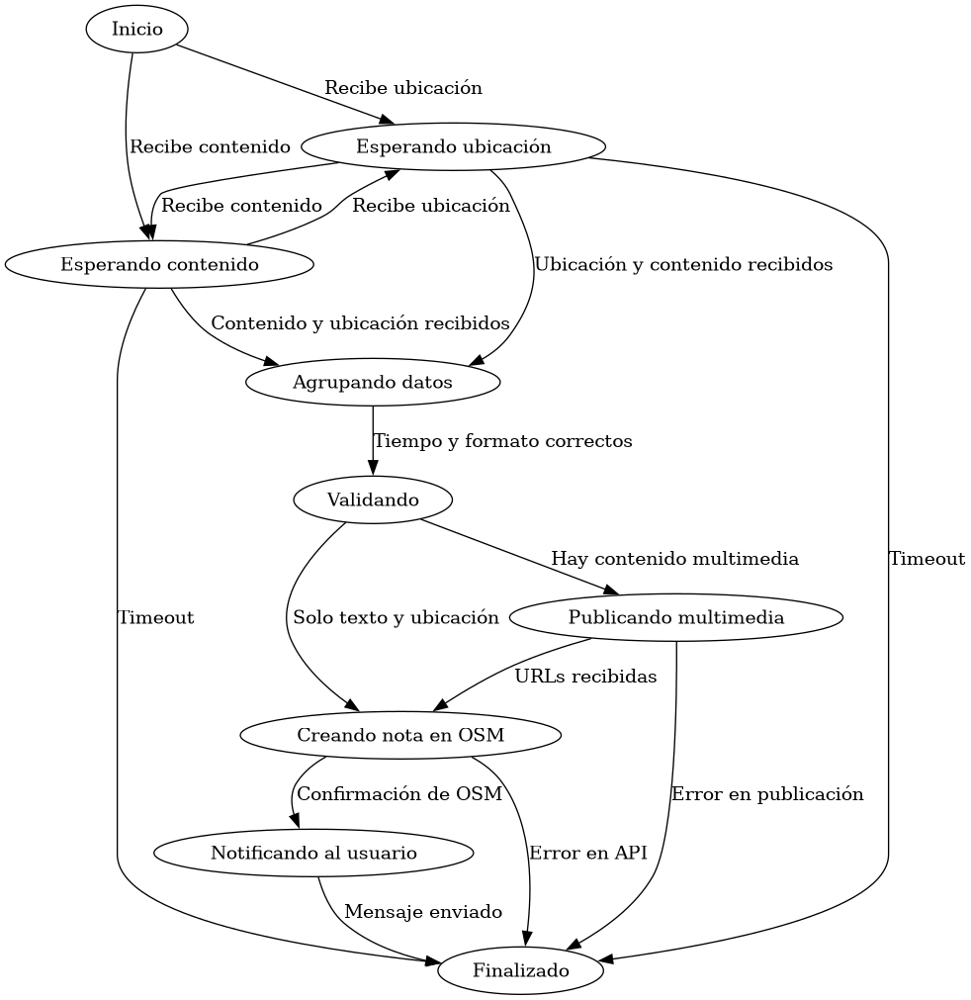 Inicio
Recibe ubicación
Recibe contenido
Esperando ubicación
Recibe contenido
Recibe ubicación
Esperando contenido
Ubicación y contenido recibidos
Contenido y ubicación recibidos
Agrupando datos
Tiempo y formato correctos
Validando
Hay contenido multimedia
Timeout
Timeout
Solo texto y ubicación
Publicando multimedia
URLs recibidas
Creando nota en OSM
Confirmación de OSM
Error en publicación
Notificando al usuario
Error en API
Mensaje enviado
Finalizado